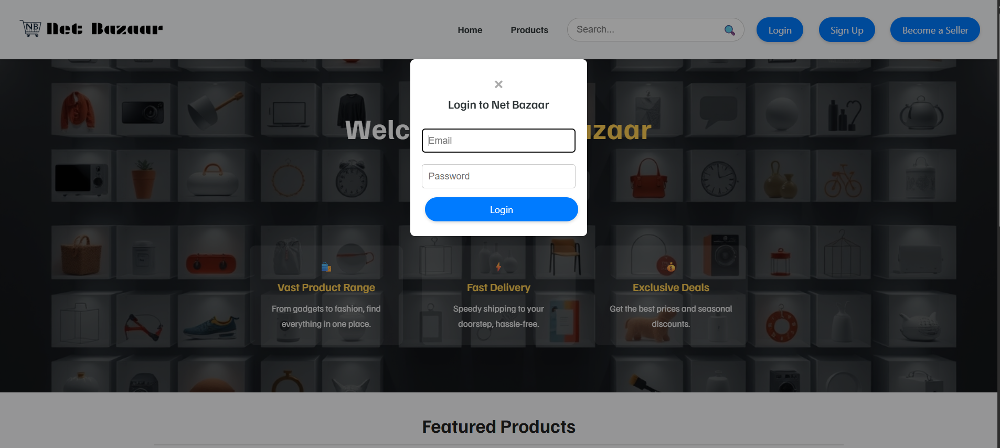 NB Net Bazaar
Home
Products
Search...
Login
Sign Up
Become a Seller
×
Login to Net Bazaar
Email
Password
Login
Vast Product Range
From gadgets to fashion, find
everything in one place.
Fast Delivery
Speedy shipping to your
doorstep, hassle-free.
Exclusive Deals
Get the best prices and seasonal
discounts.
Featured Products